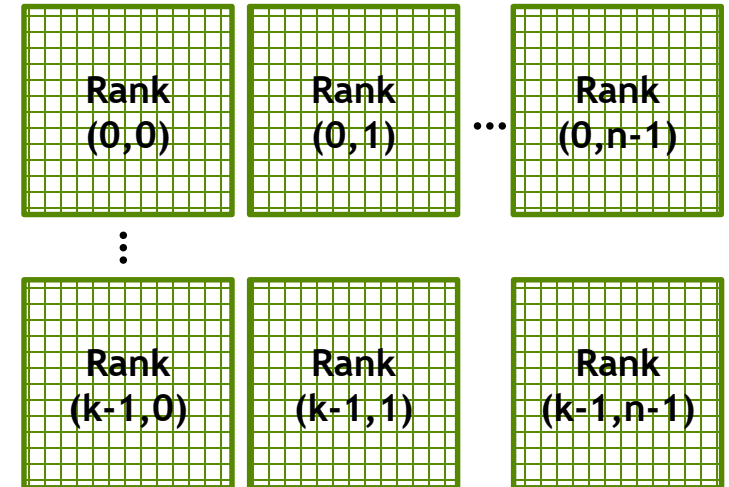 Rank
(0,0)
Rank
(0,1)
...
Rank
(0,n-1)
...
Rank
(k-1,0)
Rank
(k-1,1)
Rank
(k-1,n-1)